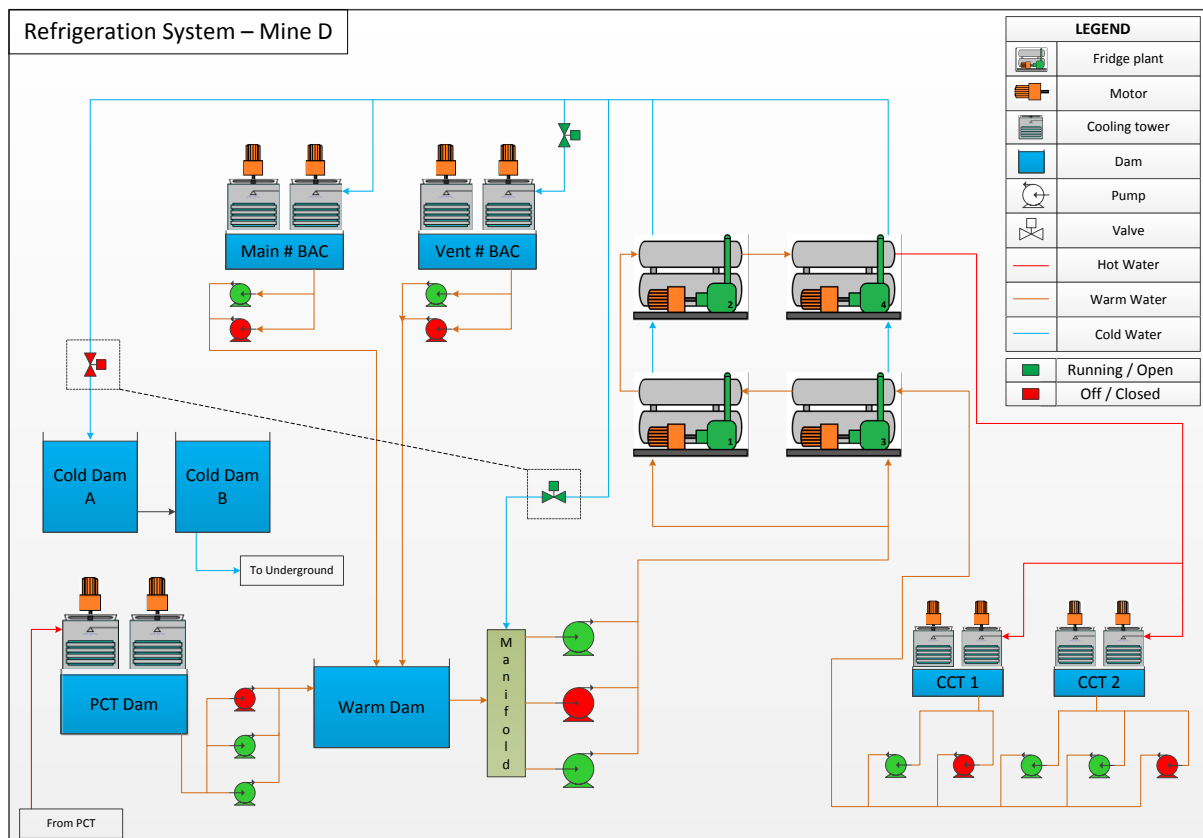 Refrigeration System – Mine D
LEGEND
Fridge plant
Motor
Cooling tower
Dam
Pump
Valve
Hot Water
Warm Water
Cold Water
Running / Open
Off / Closed
Main # BAC
Vent # BAC
2
4
1
3
Cold Dam
A
Cold Dam
B
To Underground
PCT Dam
Warm Dam
M
a
n
i
f
o
l
d
CCT 1
CCT 2
From PCT